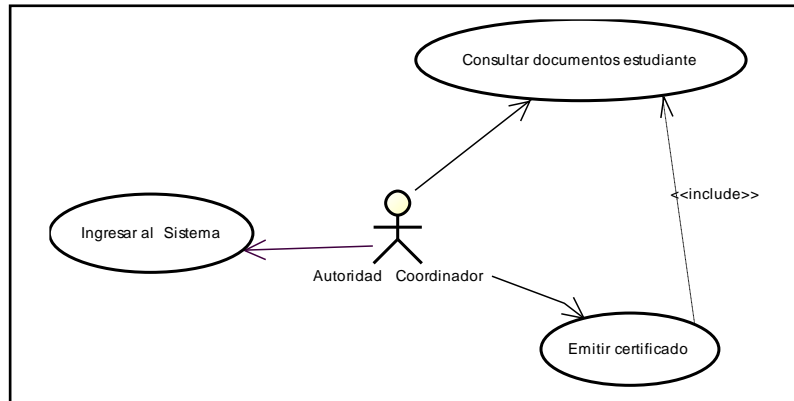 Consultar documentos estudiante
<<include>>
Ingresar al Sistema
Autoridad Coordinador
Emitir certificado